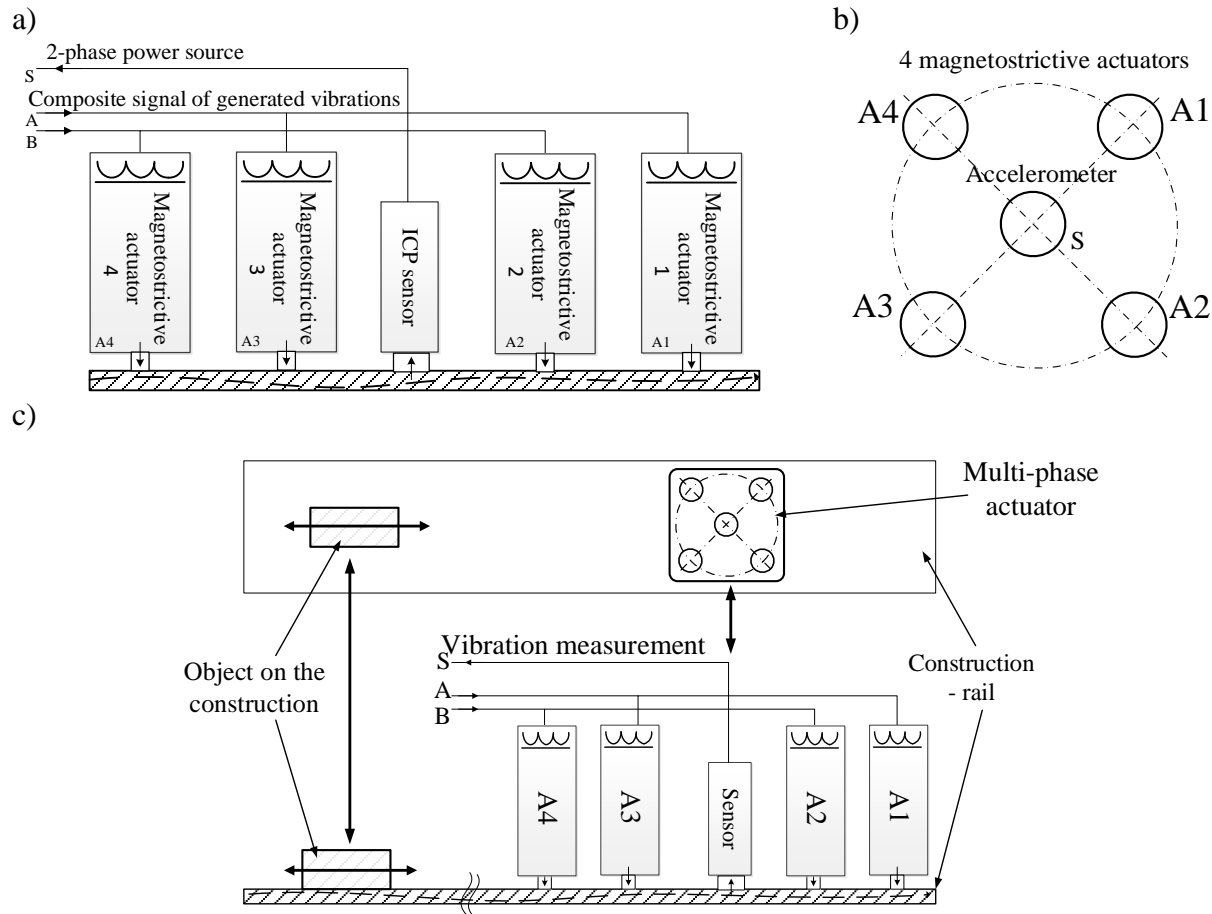 a)
2-phase power source
S
Composite signal of generated vibrations
A
B
Magnetostrictive
actuator
4
A4
Magnetostrictive
actuator
3
A3
ICP sensor
Magnetostrictive
actuator
2
A2
Magnetostrictive
actuator
1
A1
b)
4 magnetostrictive actuators
A4
A1
Accelerometer
S
A3
A2
c)
Multi-phase
actuator
Vibration measurement
S
A
B
Object on the
construction
Construction
- rail
A4
A3
Sensor
A2
A1